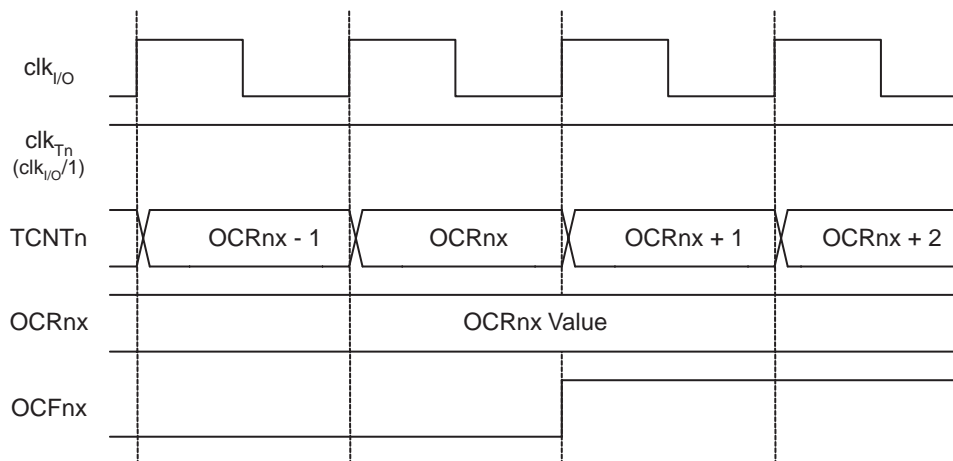 clkI/O
clkTn
(clkI/O/1)
TCNTn OCRnx - 1 OCRnx OCRnx + 1 OCRnx + 2
OCRnx OCRnx Value
OCFnx